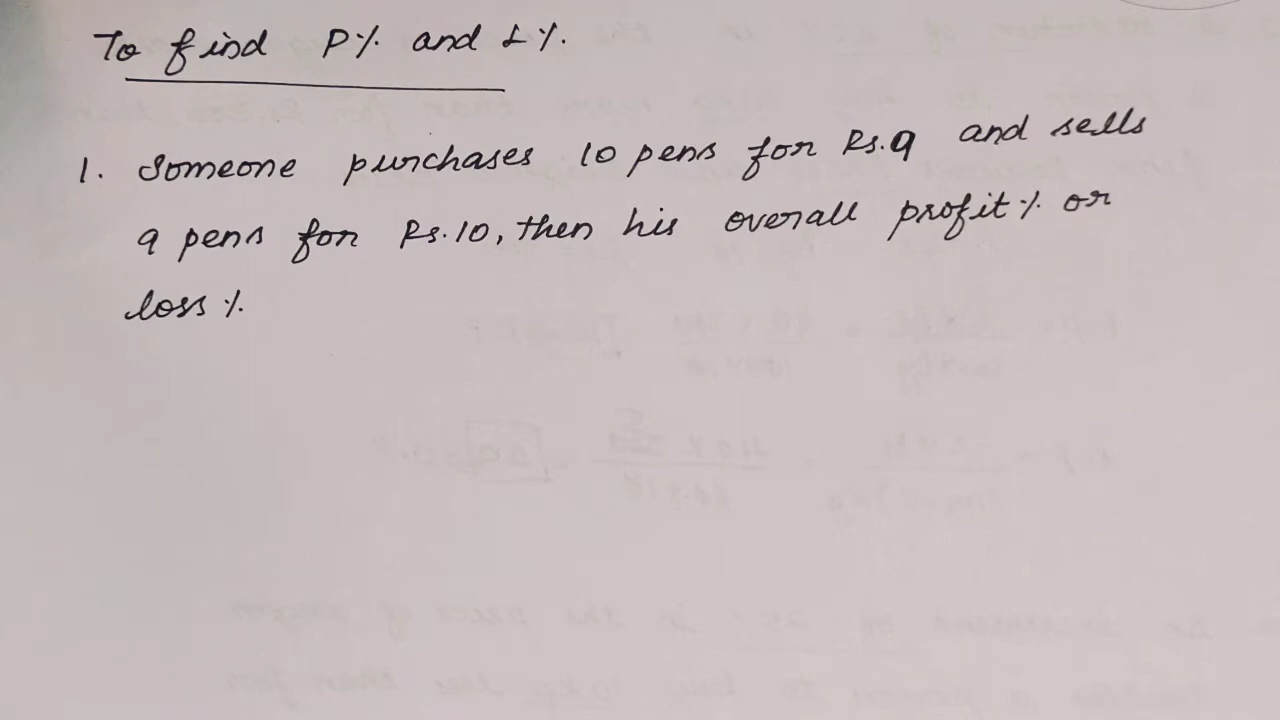 To find P% and L%.
1. Someone purchases 10 pens for Rs.9 and sells
9 pens for Rs.10, then his overall profit% or
loss%